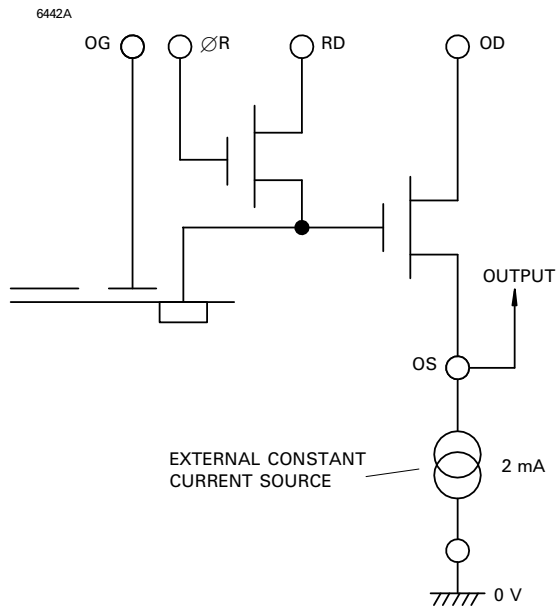 6442A
OG
∅R
RD
OD
OUTPUT
OS
EXTERNAL CONSTANT
CURRENT SOURCE
2 mA
0 V